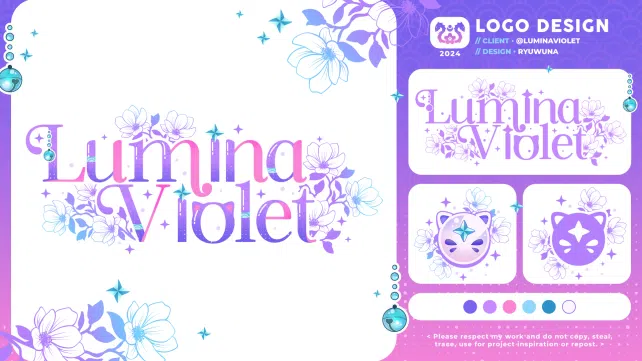 Lumina
Violet
2024
LOGO DESIGN
// CLIENT - @LUMINAVIOLET
// DESIGN - RYUWUNA
Lumina
Violet
< Please respect my work and do not copy, steal,
trace, use for project inspiration or repost. >